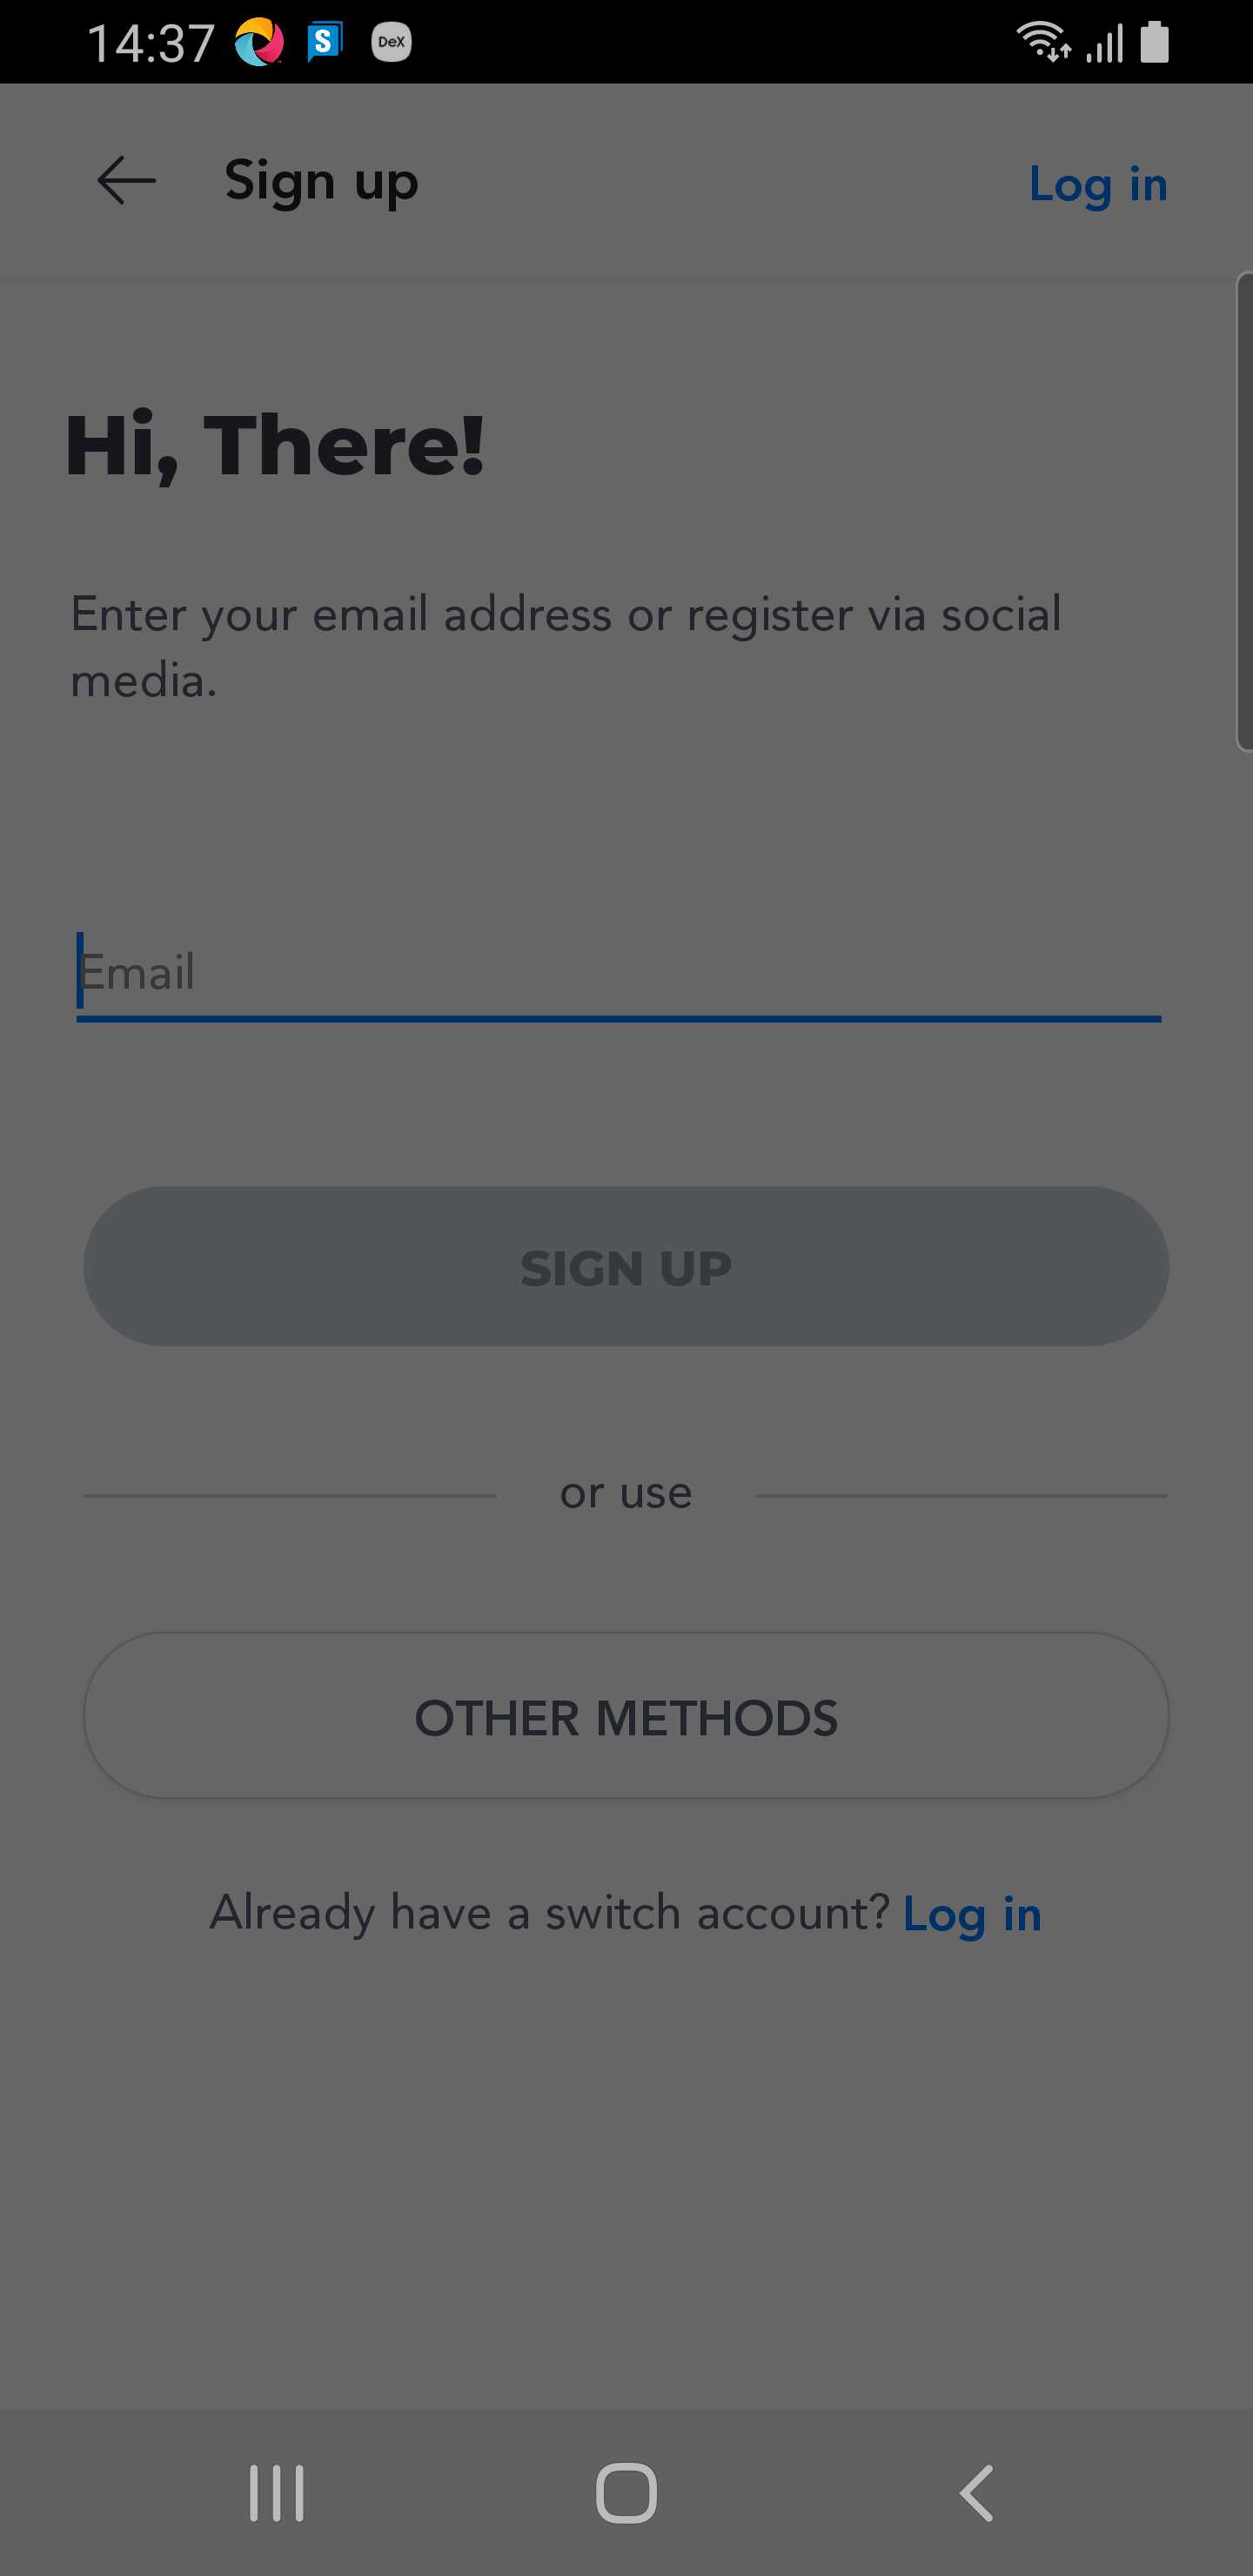 14:37 S DeX
Sign up Log in
Hi, There!
Enter your email address or register via social
media.
Email
SIGN UP
or use
OTHER METHODS
Already have a switch account? Log in